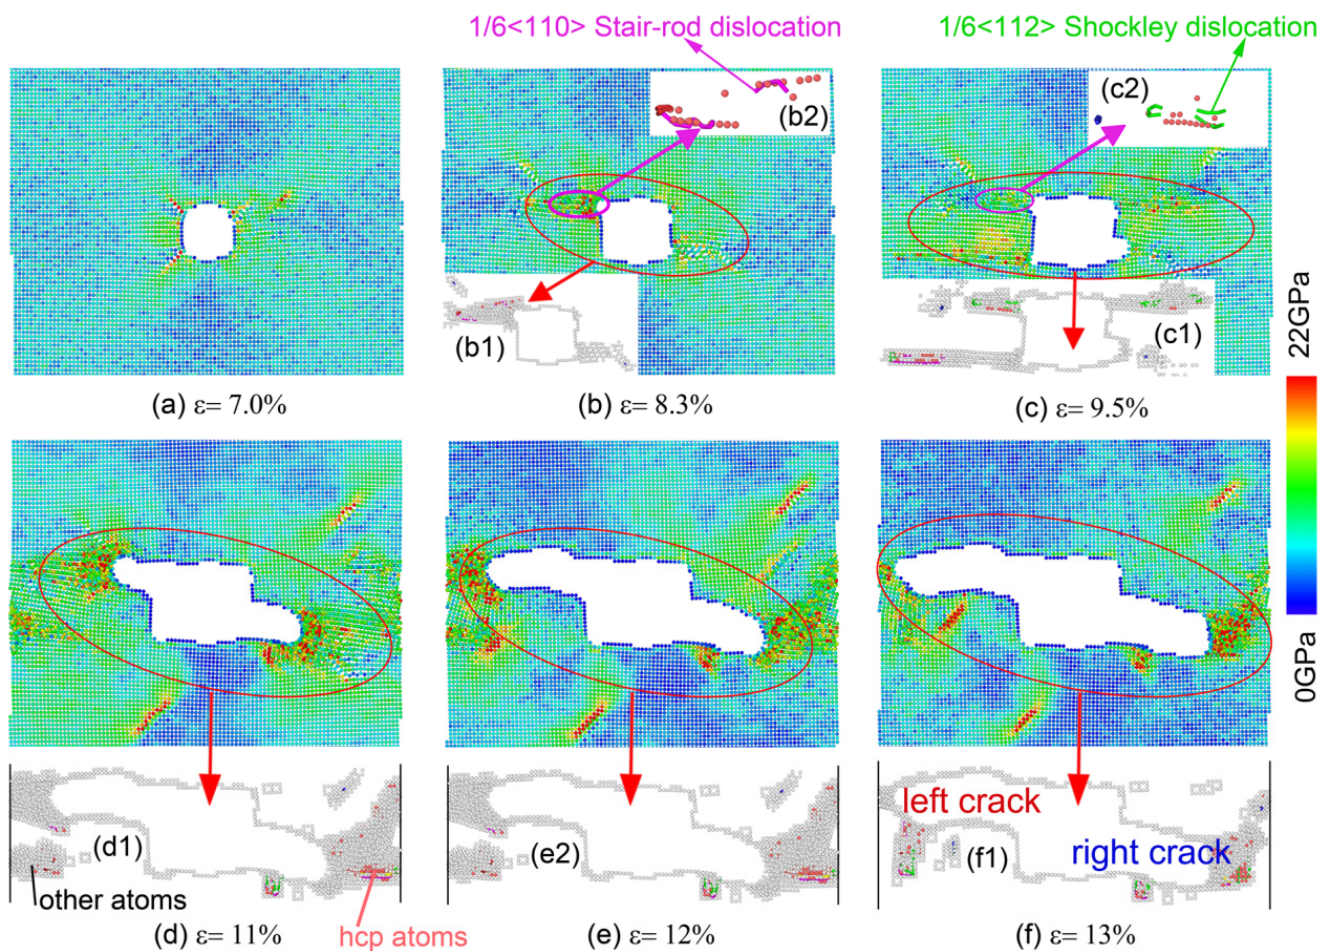 1/6<110> Stair-rod dislocation
1/6<112> Shockley dislocation
(b2)
(c2)
(b1)
(c1)
22GPa
0GPa
(a) ε= 7.0%
(b) ε= 8.3%
(c) ε= 9.5%
(d1)
(e2)
left crack
right crack
(f1)
other atoms
hcp atoms
(d) ε= 11%
(e) ε= 12%
(f) ε= 13%